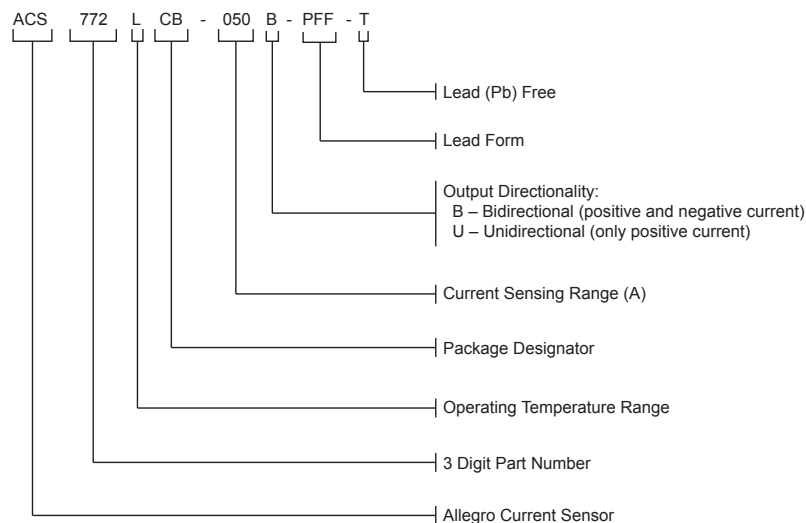 ACS 772 L CB - 050 B - PFF - T
Lead (Pb) Free
Lead Form
Output Directionality:
B – Bidirectional (positive and negative current)
U – Unidirectional (only positive current)
Current Sensing Range (A)
Package Designator
Operating Temperature Range
3 Digit Part Number
Allegro Current Sensor